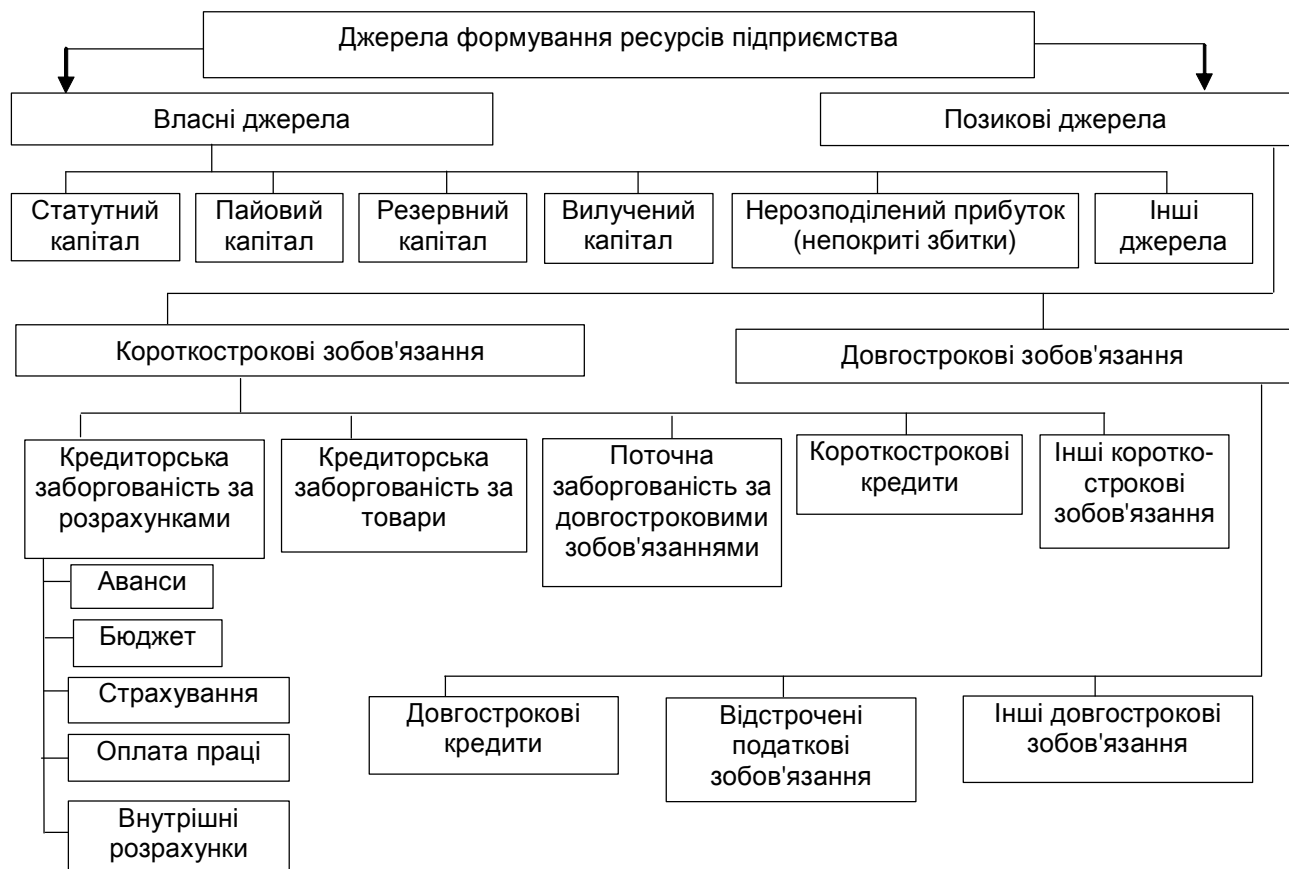 Джерела формування ресурсів підприємства
Власні джерела
Позикові джерела
Статутний
капітал
Пайовий
капітал
Резервний
капітал
Вилучений
капітал
Нерозподілений прибуток
(непокриті збитки)
Інші
джерела
Короткострокові зобов'язання
Довгострокові зобов'язання
Кредиторська
заборгованість за
розрахунками
Кредиторська
заборгованість за
товари
Поточна
заборгованість за
довгостроковими
зобов'язаннями
Короткострокові
кредити
Інші коротко-
строкові
зобов'язання
Аванси
Бюджет
Страхування
Оплата праці
Внутрішні
розрахунки
Довгострокові
кредити
Відстрочені
податкові
зобов'язання
Інші довгострокові
зобов'язання